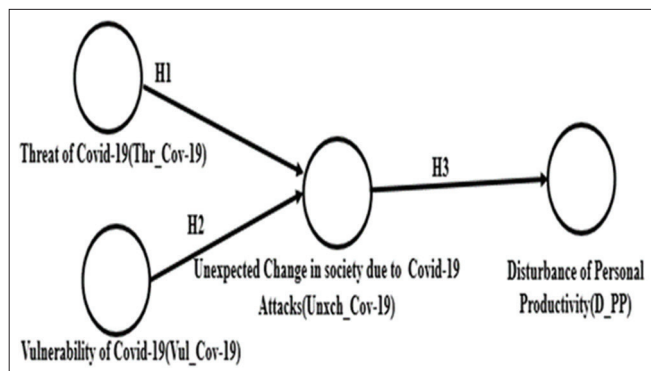 H1
Threat of Covid-19(Thr_Cov-19)
H2
H3
Unexpected Change in society due to Covid-19
Attacks(Unxch_Cov-19)
Disturbance of Personal
Productivity(D_PP)
Vulnerability of Covid-19(Vul_Cov-19)